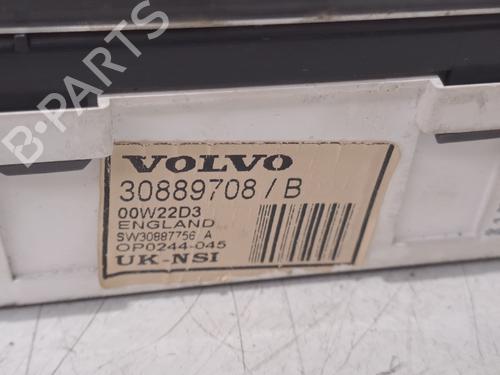 B-PARTS
VOLVO
30889708/B
00W22D3
ENGLAND
SW30887756 A
OP0244-045
UK-NSI